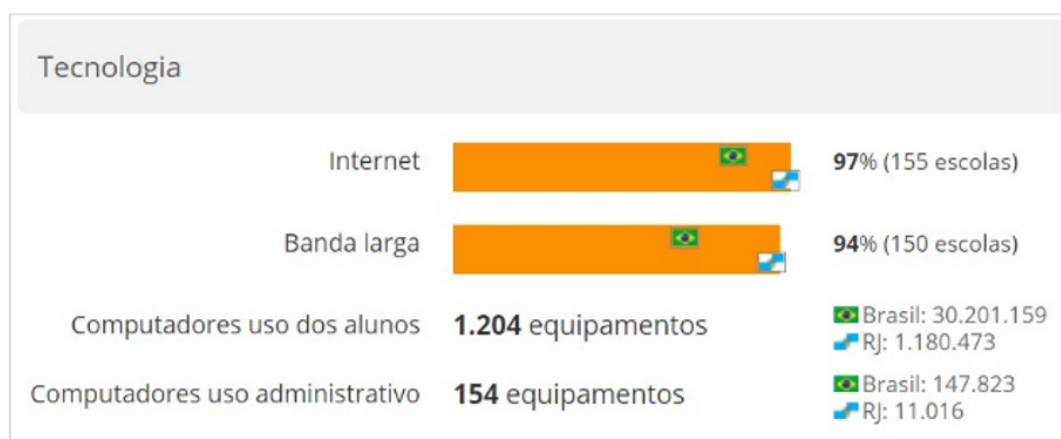 Tecnologia
Internet 97% (155 escolas)
Banda larga 94% (150 escolas)
Computadores uso dos alunos 1.204 equipamentos Brasil: 30.201.159
RJ: 1.180.473
Computadores uso administrativo 154 equipamentos Brasil: 147.823
RJ: 11.016